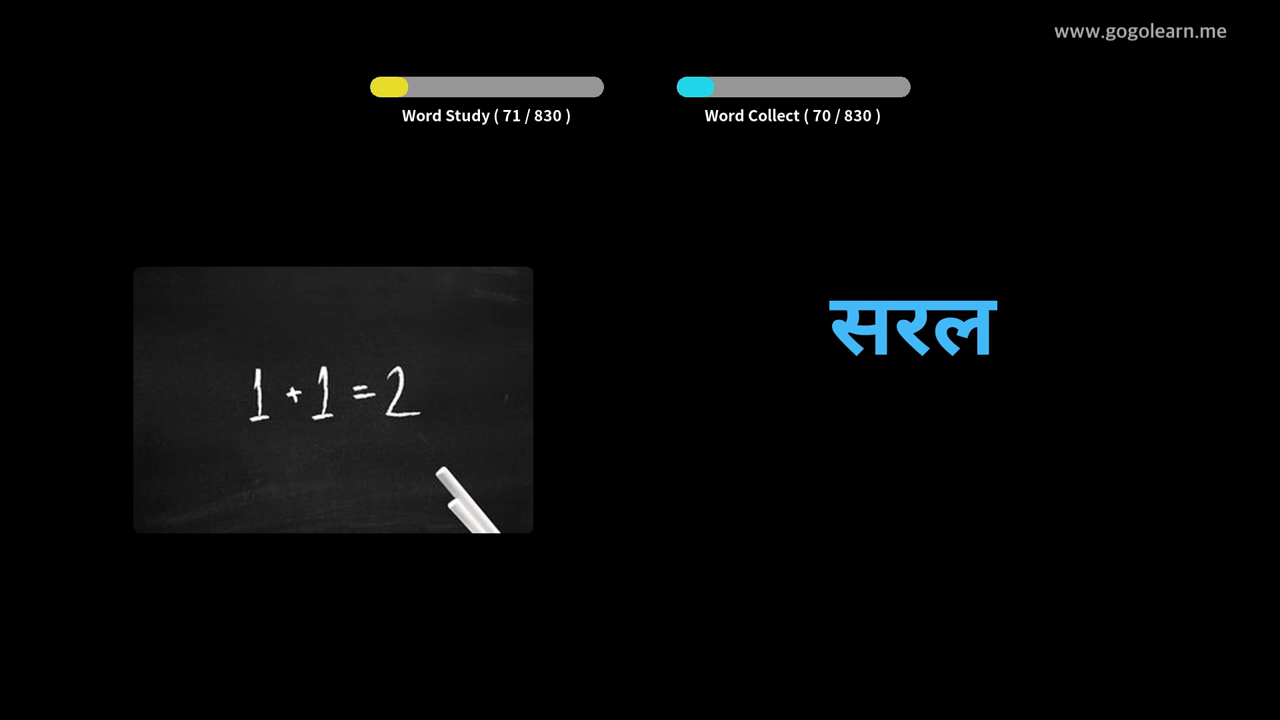 www.gogolearn.me
Word Study ( 71 / 830 )
Word Collect ( 70 / 830 )
सरल
1 + 1 = 2